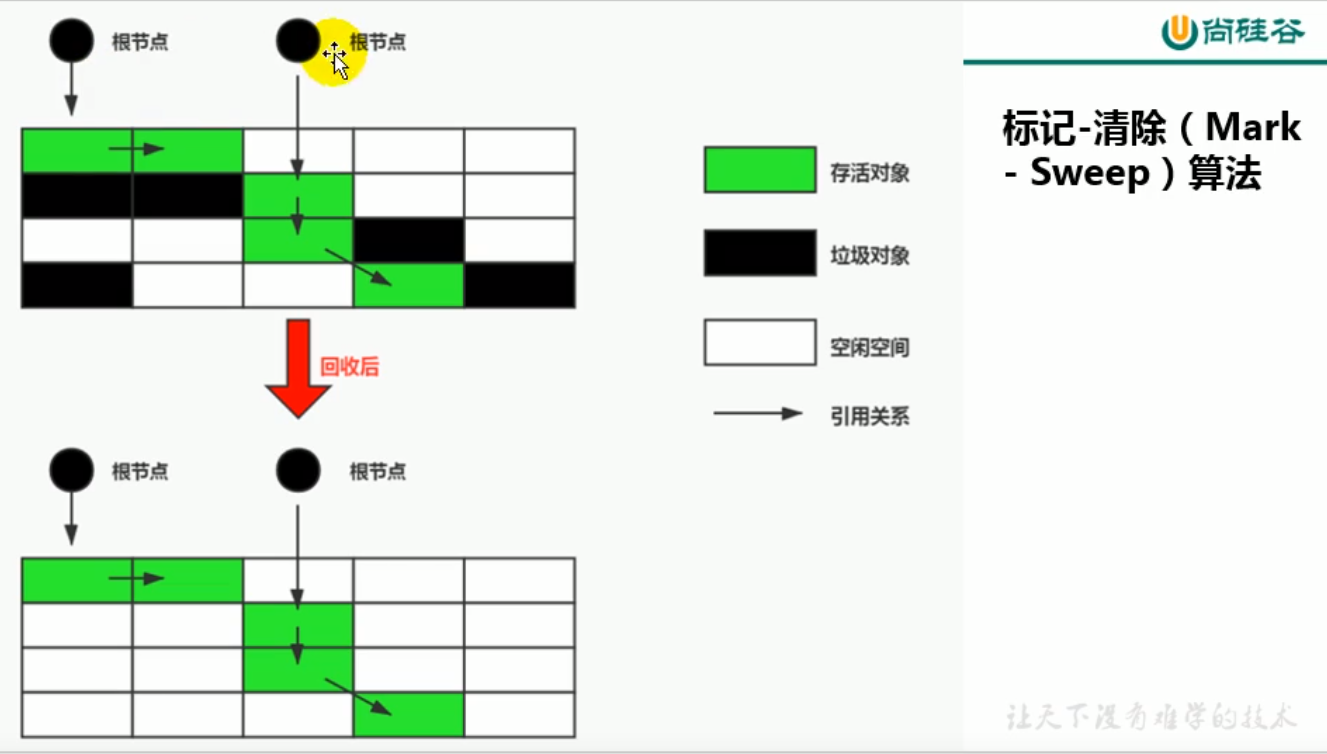 根节点
根节点
尚硅谷
标记-清除（Mark
- Sweep）算法
存活对象
垃圾对象
空闲空间
引用关系
回收后
根节点
根节点
让天下没有难学的技术